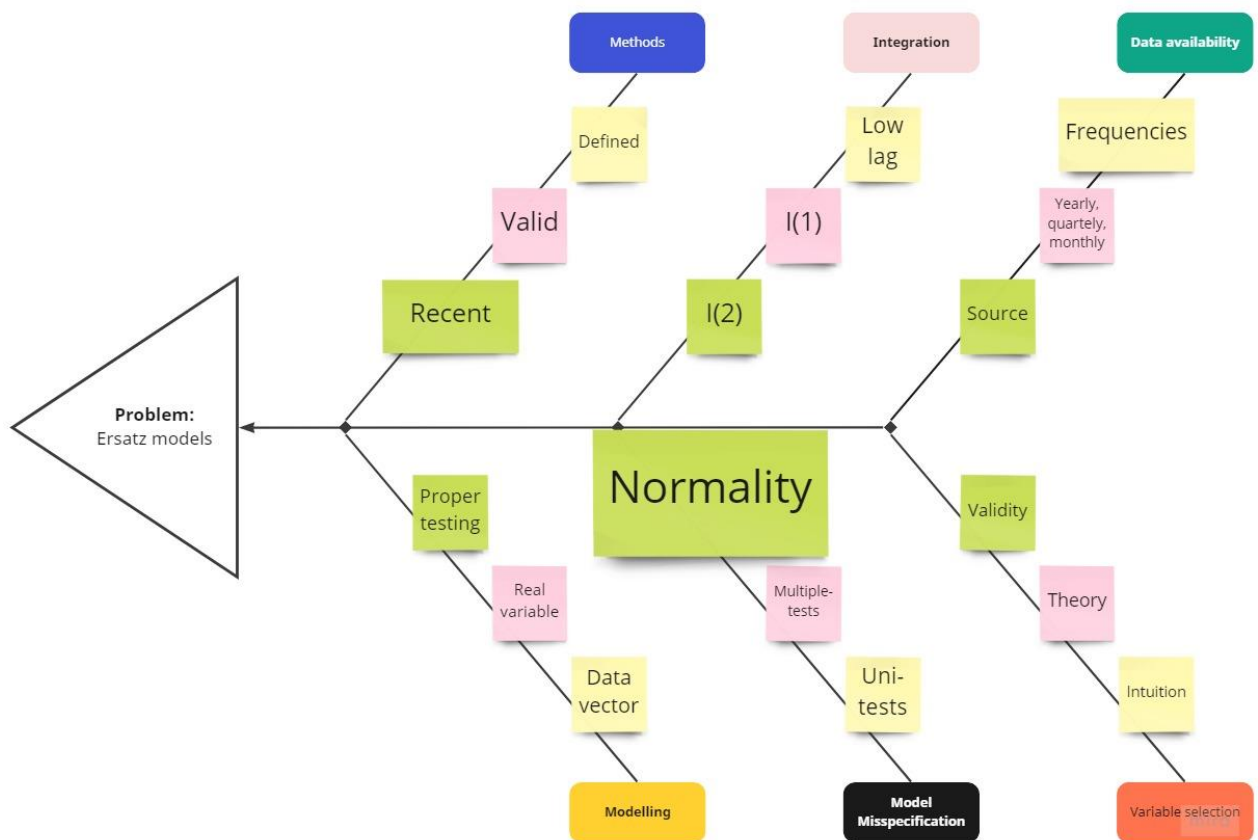 Methods
Integration
Data availability
Defined
Low
lag
Frequencies
Valid
I(1)
Yearly,
quartely,
monthly
Recent
I(2)
Source
Problem:
Ersatz models
Normality
Proper
testing
Validity
Real
variable
Multiple-
tests
Theory
Data
vector
Uni-
tests
Intuition
Modelling
Model
Misspecification
Variable selection